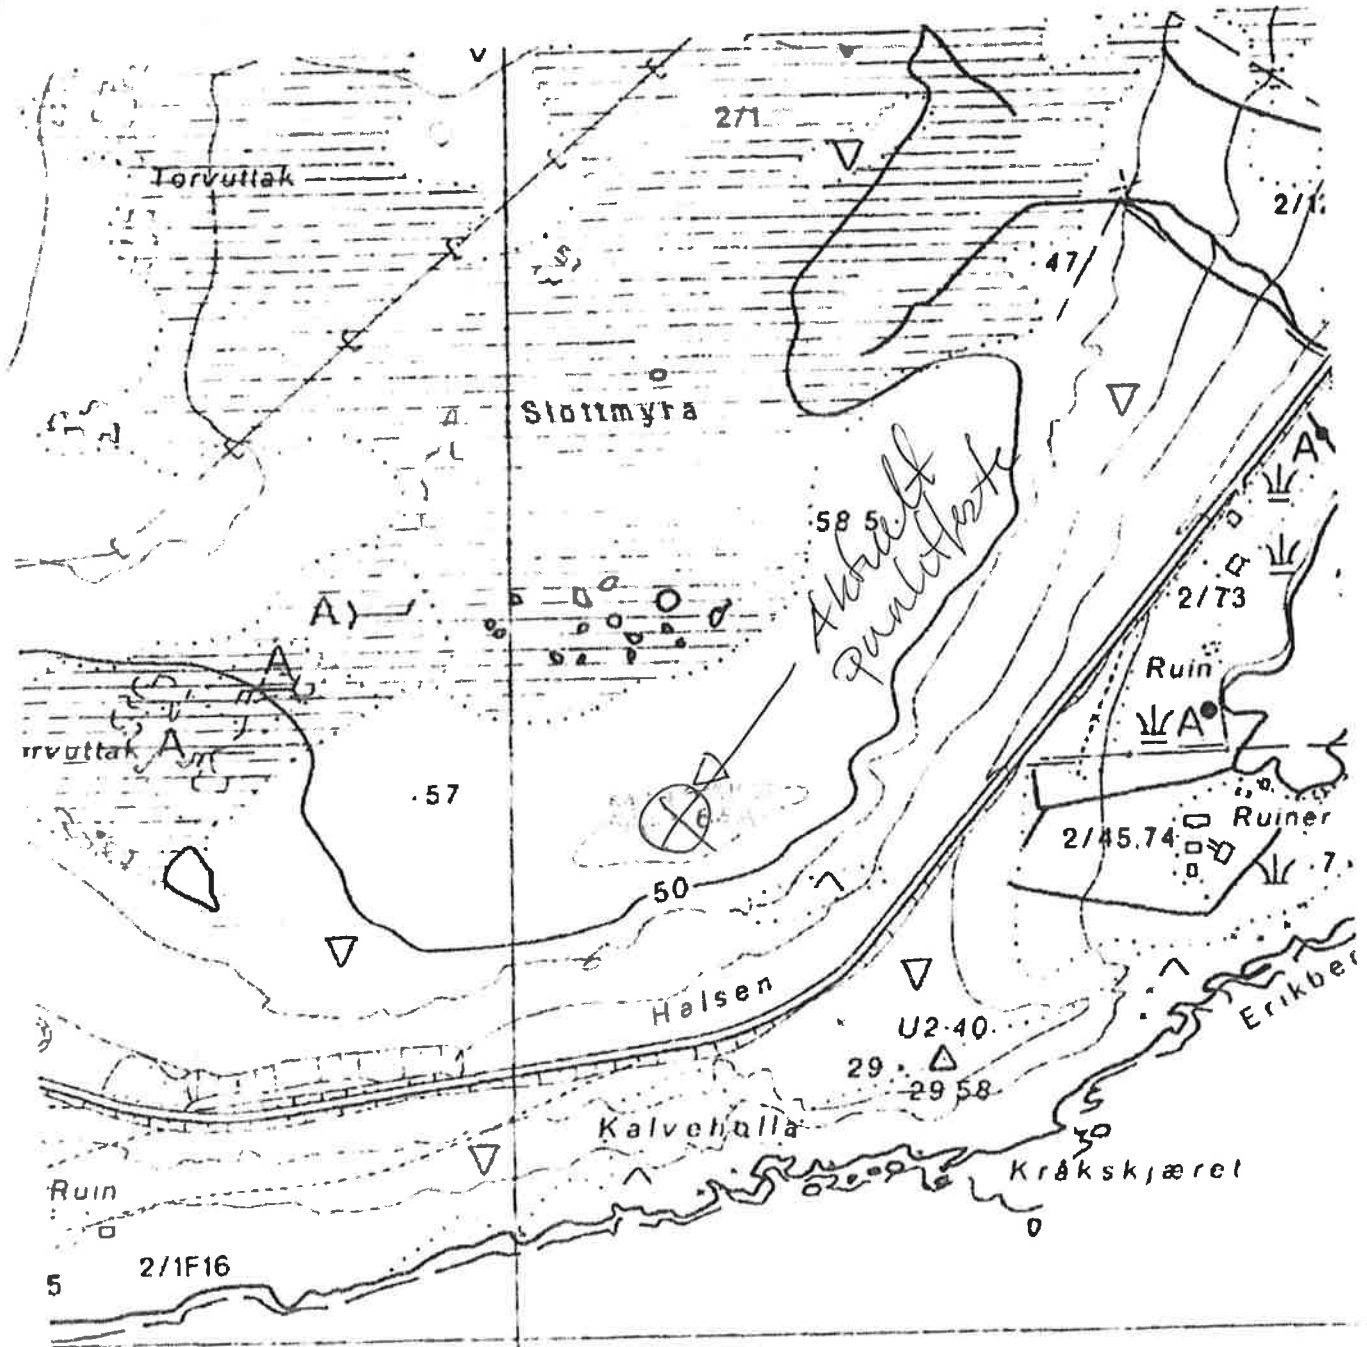 271
Torvuttak
2/1
47
Slottmyra
58 5
Aktuelt
punktfeste
A
A
2/73
Ruin
A
A
A
rvuttak
.57
6
Ruiner
2/45,74
7
50
Halsen
U2.40
29
29 58
Erikber
Kalveholla
Kråkskjæret
Ruin
2/1F16
5